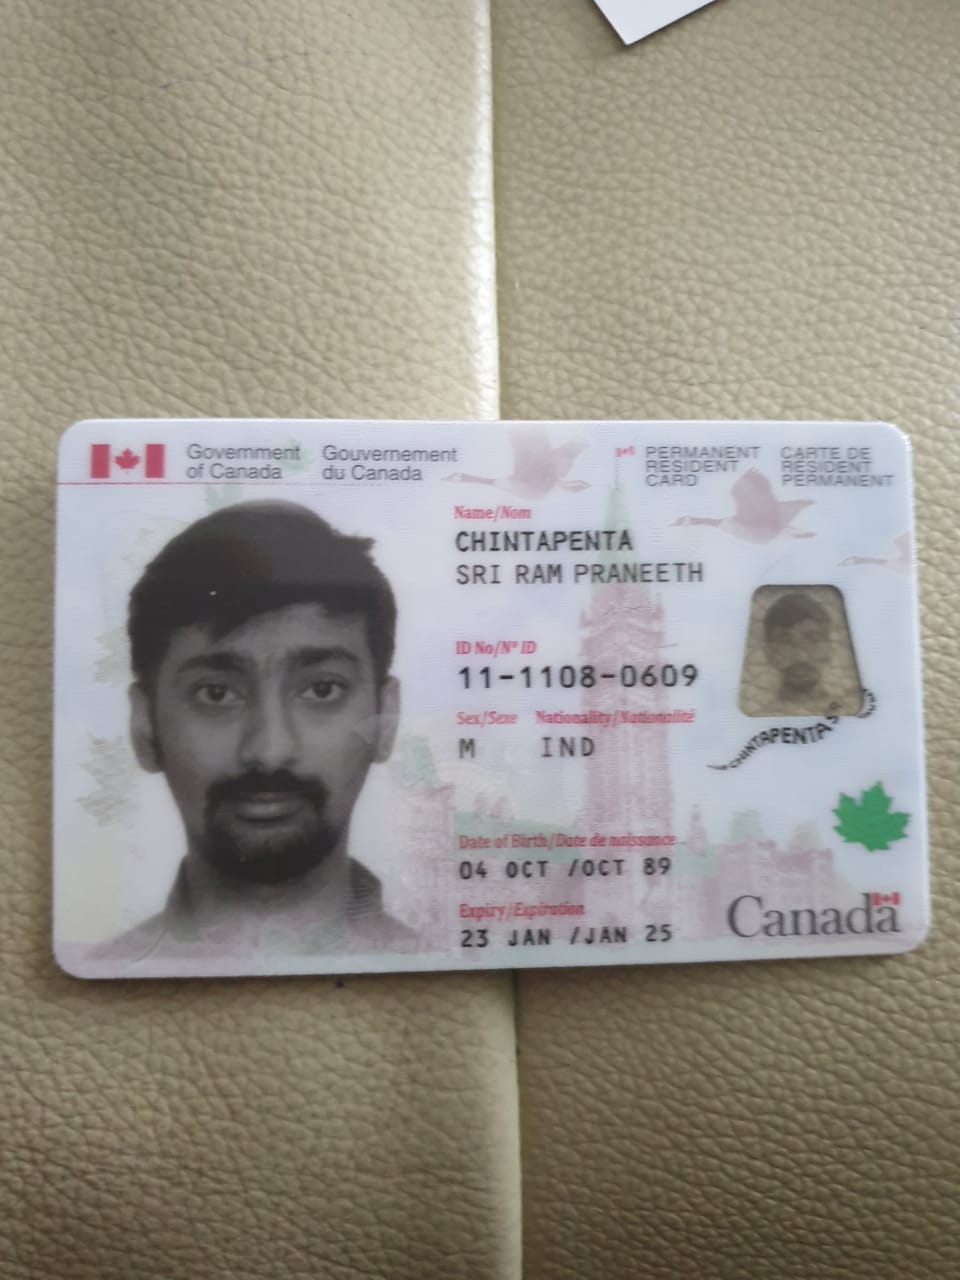 Government
of Canada
Gouvernement
du Canada
PERMANENT
RESIDENT
CARD
CARTE DE
RÉSIDENT
PERMANENT
Name/Nom
CHINTAPENTA
SRI RAM PRANEETH
ID No/Nº ID
11-1108-0609
Sex/Sexe Nationality/Nationalité
M IND
CHINTAPENTA
Date of Birth/Date de naissance
04 OCT /OCT 89
Expiry/Expiration
23 JAN /JAN 25
Canada